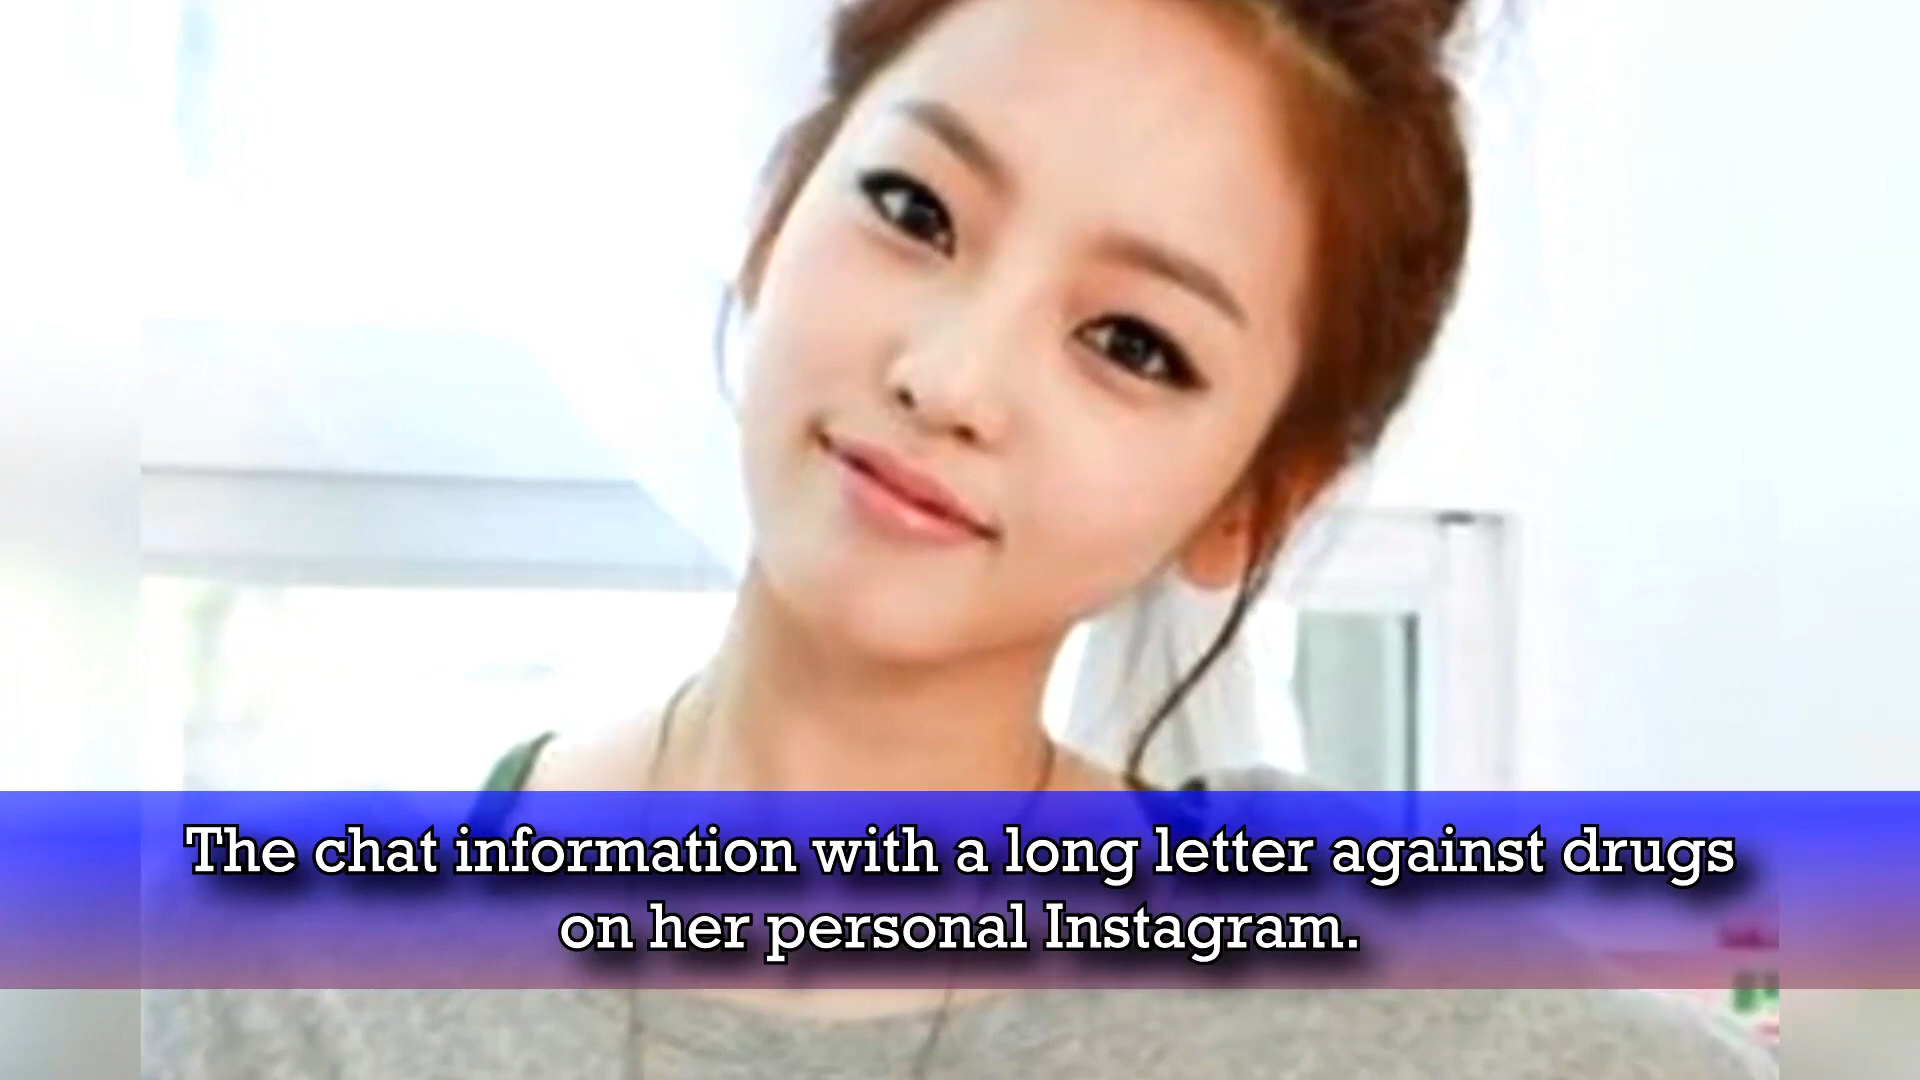 The chat information with a long letter against drugs
on her personal Instagram.